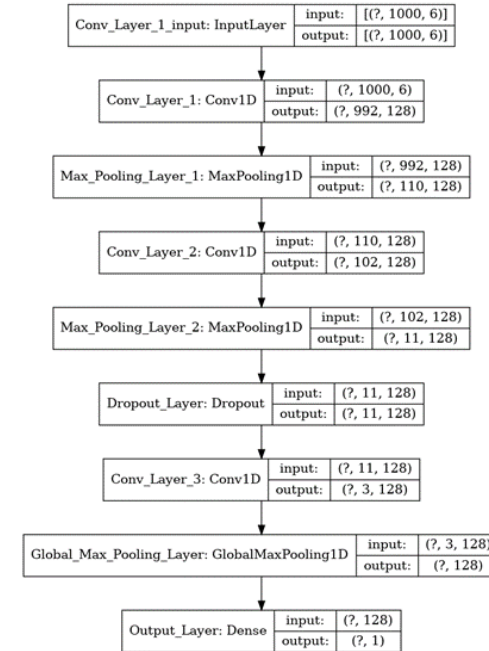 Conv_Layer_1_input: InputLayer
input: [(?, 1000, 6)]
output: [(?, 1000, 6)]
Conv_Layer_1: Conv1D
input: (?, 1000, 6)
output: (?, 992, 128)
Max_Pooling_Layer_1: MaxPooling1D
input: (?, 992, 128)
output: (?, 110, 128)
Conv_Layer_2: Conv1D
input: (?, 110, 128)
output: (?, 102, 128)
Max_Pooling_Layer_2: MaxPooling1D
input: (?, 102, 128)
output: (?, 11, 128)
Dropout_Layer: Dropout
input: (?, 11, 128)
output: (?, 11, 128)
Conv_Layer_3: Conv1D
input: (?, 11, 128)
output: (?, 3, 128)
Global_Max_Pooling_Layer: GlobalMaxPooling1D
input: (?, 3, 128)
output: (?, 128)
Output_Layer: Dense
input: (?, 128)
output: (?, 1)